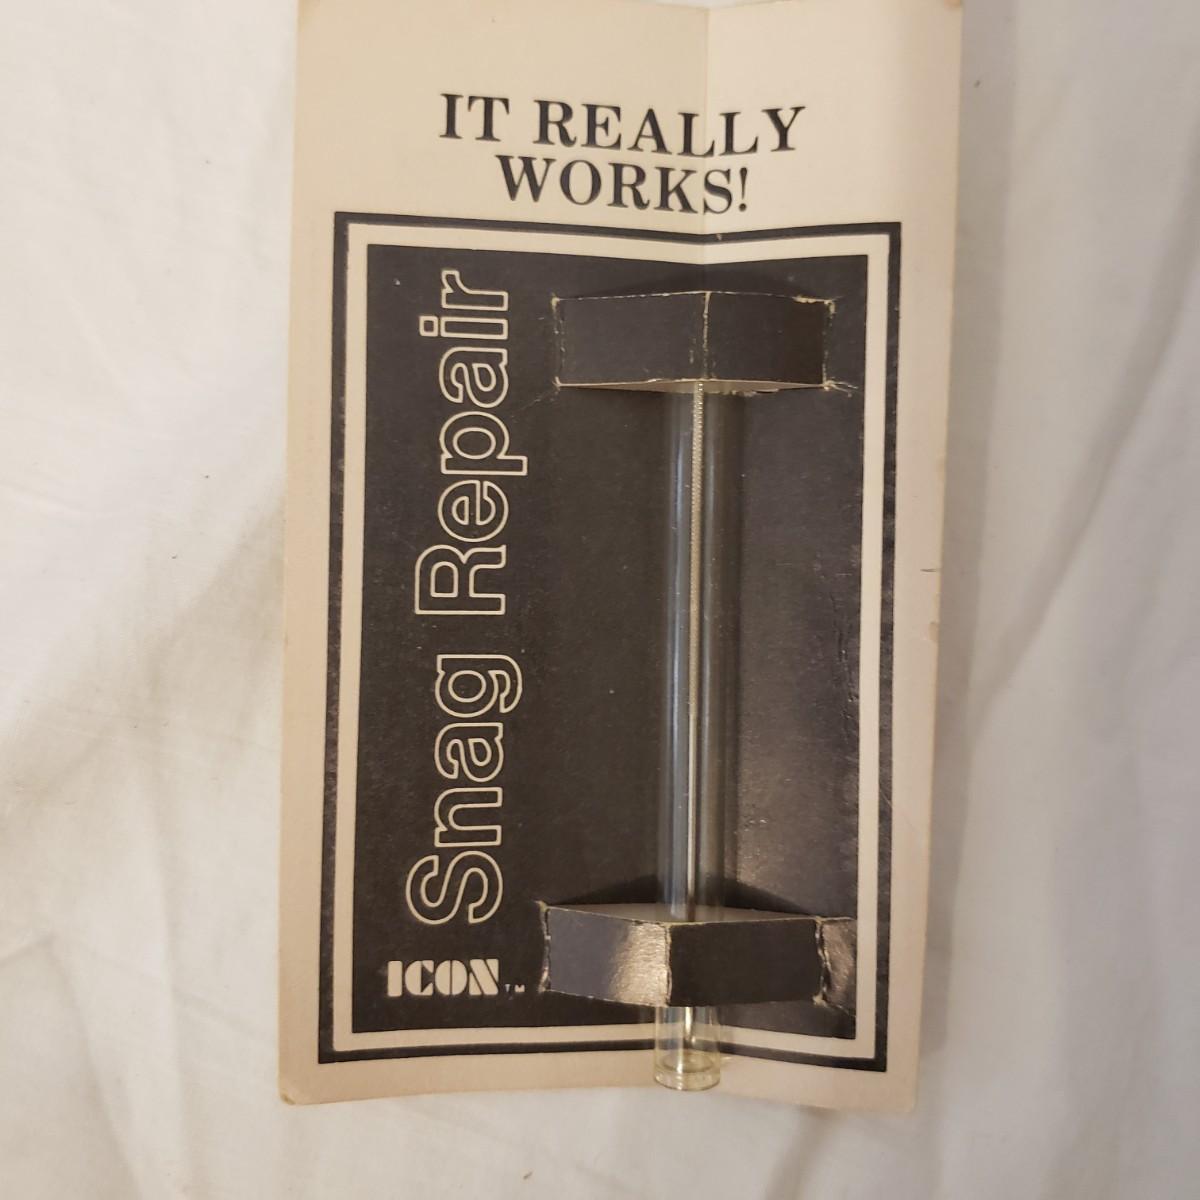 IT REALLY
WORKS!
Snag Repair
ICON™